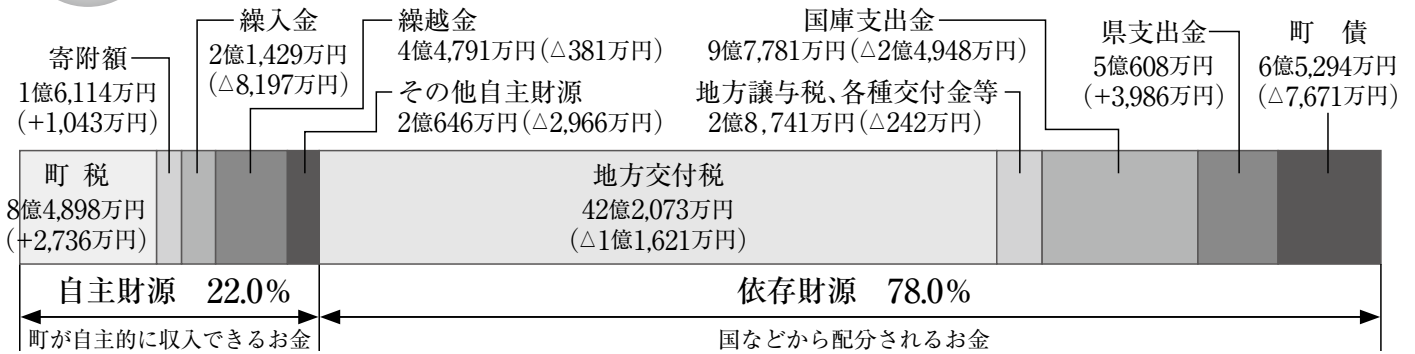 寄附額
1億6,114万円
(+1,043万円)
繰入金
2億1,429万円
(△8,197万円)
繰越金
4億4,791万円(△381万円)
その他自主財源
2億646万円(△2,966万円)
国庫支出金
9億7,781万円(△2億4,948万円)
地方譲与税、各種交付金等
2億8,741万円(△242万円)
県支出金
5億608万円
(+3,986万円)
町 債
6億5,294万円
(△7,671万円)
町 税
8億4,898万円
(+2,736万円)
地方交付税
42億2,073万円
(△1億1,621万円)
自主財源 22.0%
依存財源 78.0%
町が自主的に収入できるお金
国などから配分されるお金